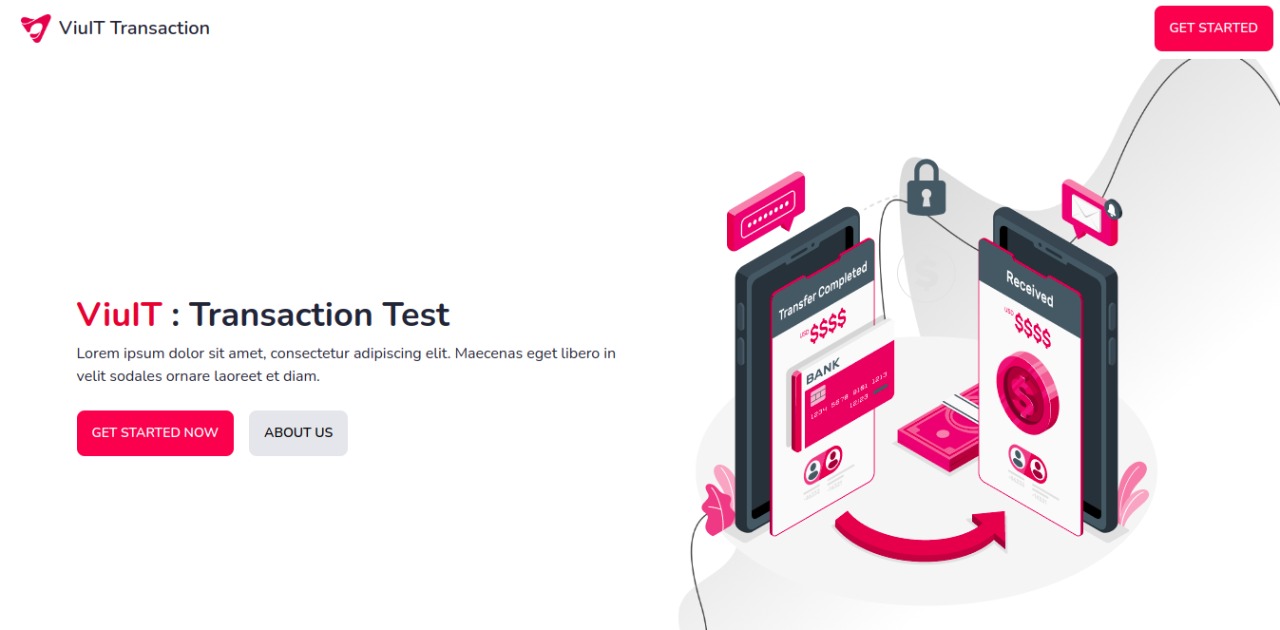 ViuIT Transaction
GET STARTED
Transfer Completed
Received
USD $$$$
USD $$$$
BANK
1234 5678 9101 1213
12/23
ViuIT : Transaction Test
Lorem ipsum dolor sit amet, consectetur adipiscing elit. Maecenas eget libero in
velit sodales ornare laoreet et diam.
GET STARTED NOW
ABOUT US